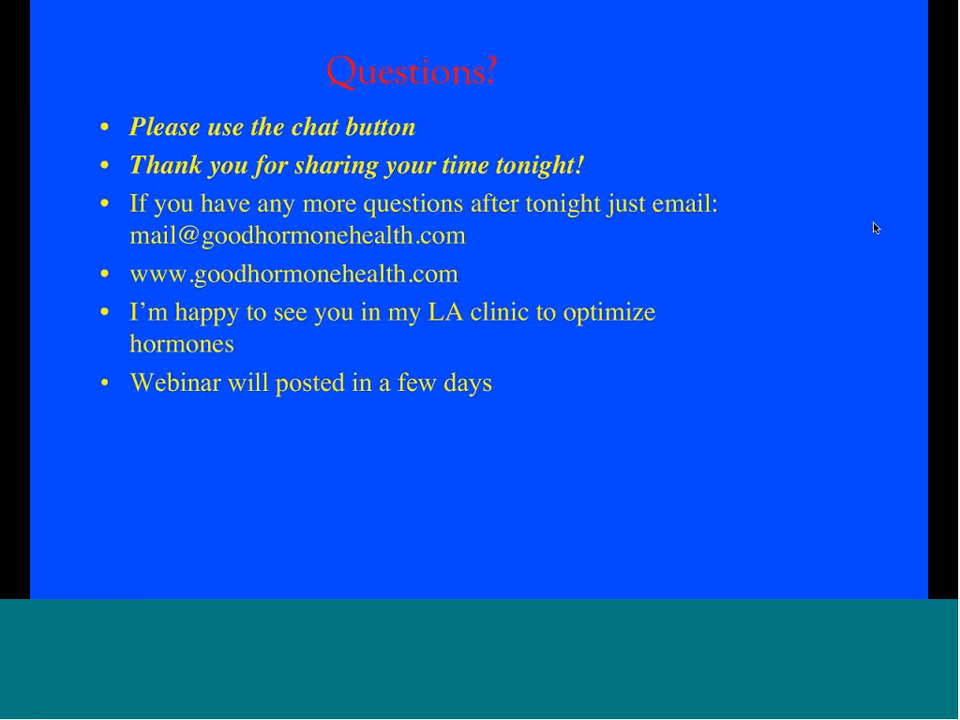 Questions?
• Please use the chat button
• Thank you for sharing your time tonight!
• If you have any more questions after tonight just email:
mail@goodhormonehealth.com
• www.goodhormonehealth.com
• I'm happy to see you in my LA clinic to optimize
hormones
• Webinar will posted in a few days